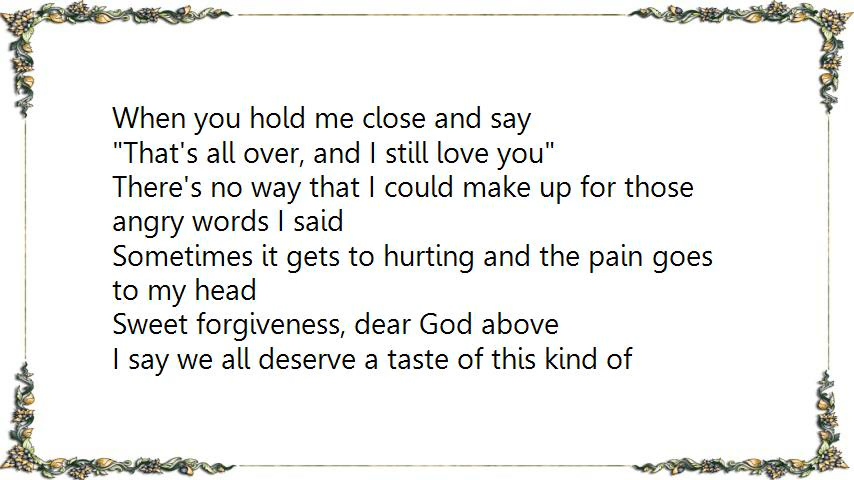 When you hold me close and say
"That's all over, and I still love you"
There's no way that I could make up for those
angry words I said
Sometimes it gets to hurting and the pain goes
to my head
Sweet forgiveness, dear God above
I say we all deserve a taste of this kind of